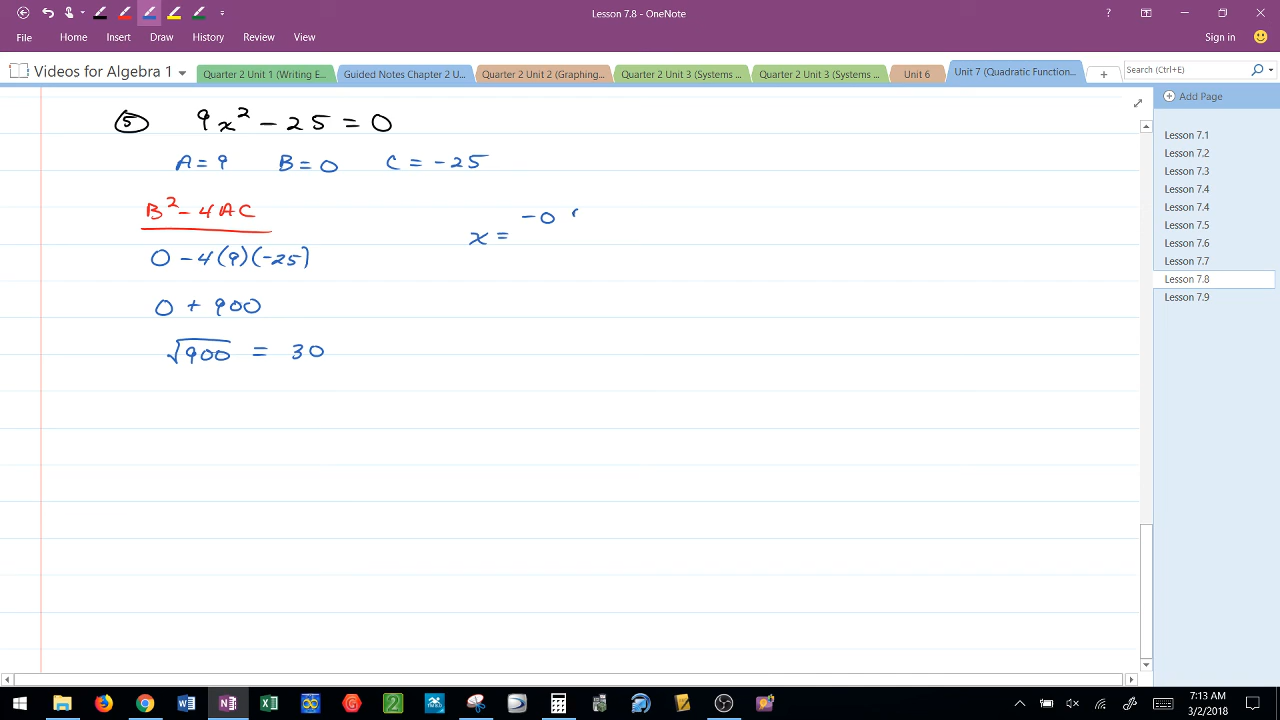 Lesson 7.8 - OneNote
File Home Insert Draw History Review View Sign in
Videos for Algebra 1
Quarter 2 Unit 1 (Writing E... Guided Notes Chapter 2 U... Quarter 2 Unit 2 (Graphing... Quarter 2 Unit 3 (Systems ... Quarter 2 Unit 3 (Systems ... Unit 6 Unit 7 (Quadratic Function... Search (Ctrl+E)
Add Page
Lesson 7.1
Lesson 7.2
Lesson 7.3
Lesson 7.4
Lesson 7.4
Lesson 7.5
Lesson 7.6
Lesson 7.7
Lesson 7.8
Lesson 7.9
5 9x² - 25 = 0
A = 9 B = 0 C = -25
B² - 4AC
0 - 4(9)(-25)
0 + 900
√900 = 30
-0
x =
7:13 AM
3/2/2018